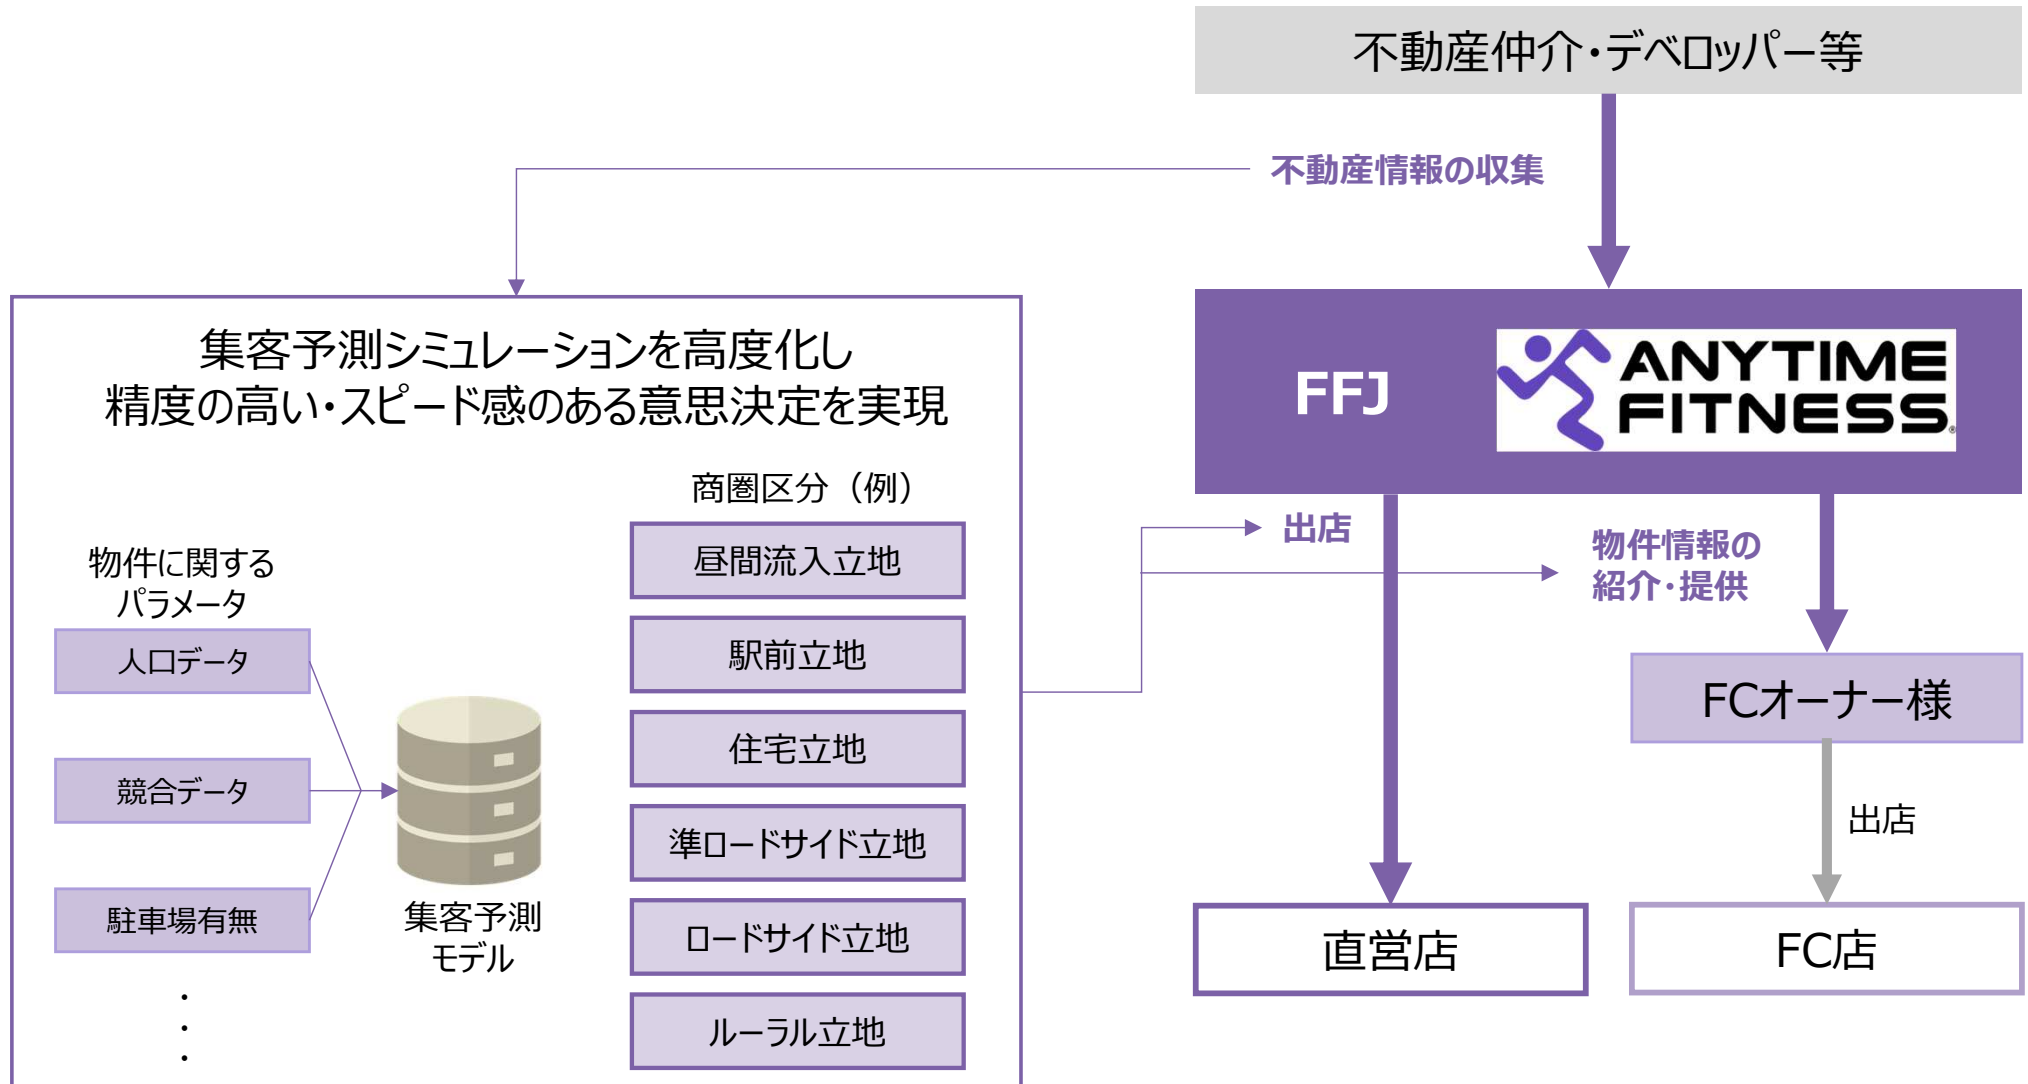 不動産仲介・デベロッパー等
不動産情報の収集
集客予測シミュレーションを高度化し
精度の高い・スピード感のある意思決定を実現
商圏区分（例）
昼間流入立地
駅前立地
住宅立地
準ロードサイド立地
ロードサイド立地
ルーラル立地
物件に関する
パラメータ
人口データ
競合データ
駐車場有無
・
・
・
集客予測
モデル
FFJ
ANYTIME
FITNESS®
出店
物件情報の
紹介・提供
FCオーナー様
出店
直営店
FC店